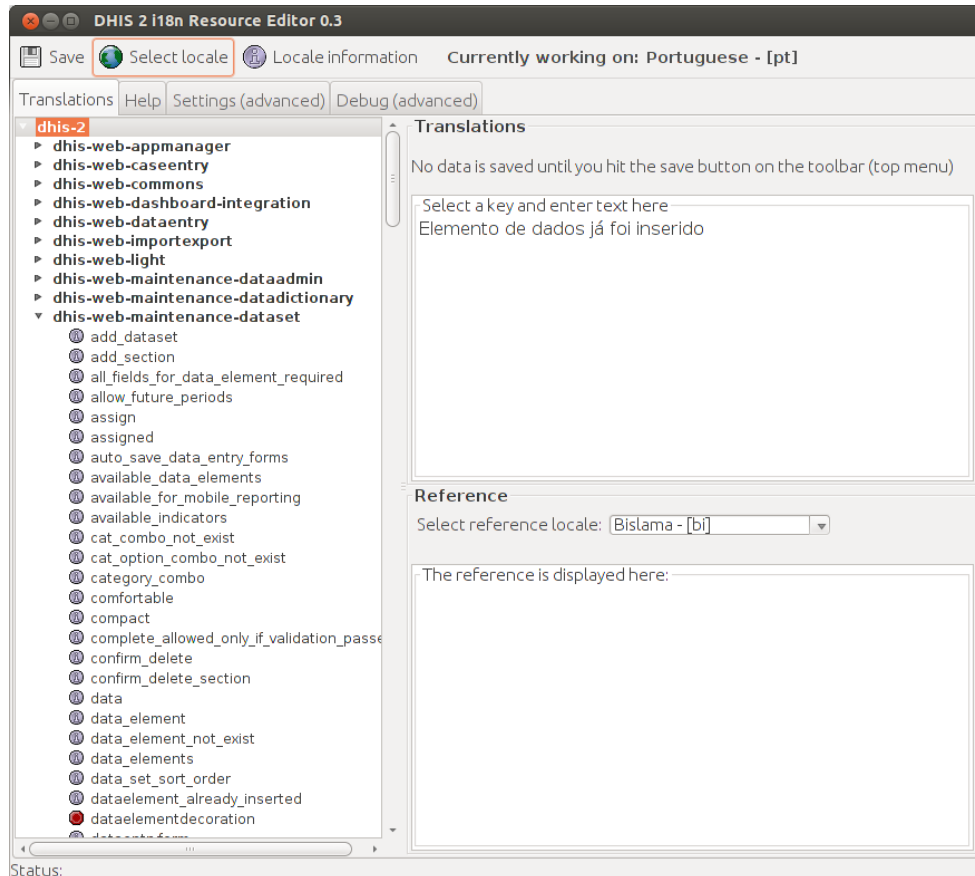 DHIS 2 i18n Resource Editor 0.3
Save Select locale Locale information Currently working on: Portuguese - [pt]
Translations Help Settings (advanced) Debug (advanced)
dhis-2
dhis-web-appmanager
dhis-web-caseentry
dhis-web-commons
dhis-web-dashboard-integration
dhis-web-dataentry
dhis-web-importexport
dhis-web-light
dhis-web-maintenance-dataadmin
dhis-web-maintenance-datadictionary
dhis-web-maintenance-dataset
add_dataset
add_section
all_fields_for_data_element_required
allow_future_periods
assign
assigned
auto_save_data_entry_forms
available_data_elements
available_for_mobile_reporting
available_indicators
cat_combo_not_exist
cat_option_combo_not_exist
category_combo
comfortable
compact
complete_allowed_only_if_validation_passe
confirm_delete
confirm_delete_section
data
data_element
data_element_not_exist
data_elements
data_set_sort_order
dataelement_already_inserted
dataelementdecoration
Translations
No data is saved until you hit the save button on the toolbar (top menu)
Select a key and enter text here
Elemento de dados já foi inserido
Reference
Select reference locale: Bislama - [bi]
The reference is displayed here:
Status: